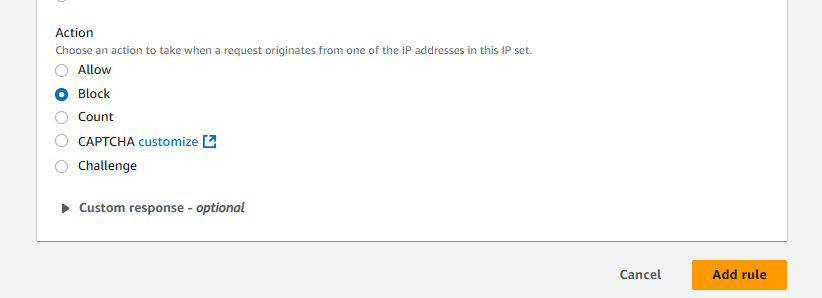 Action
Choose an action to take when a request originates from one of the IP addresses in this IP set.
Allow
Block
Count
CAPTCHA customize
Challenge
Custom response - optional
Cancel Add rule